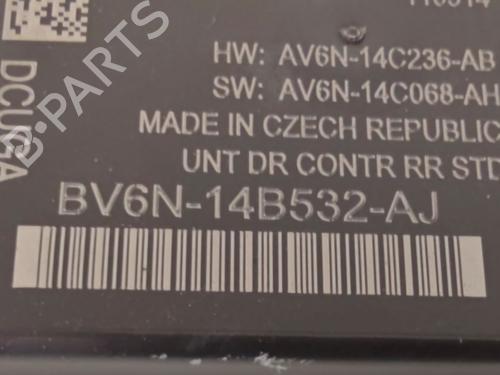 HW: AV6N-14C236-AB
SW: AV6N-14C068-AH
MADE IN CZECH REPUBLIC
UNT DR CONTR RR STD
BV6N-14B532-AJ
B-PARTS